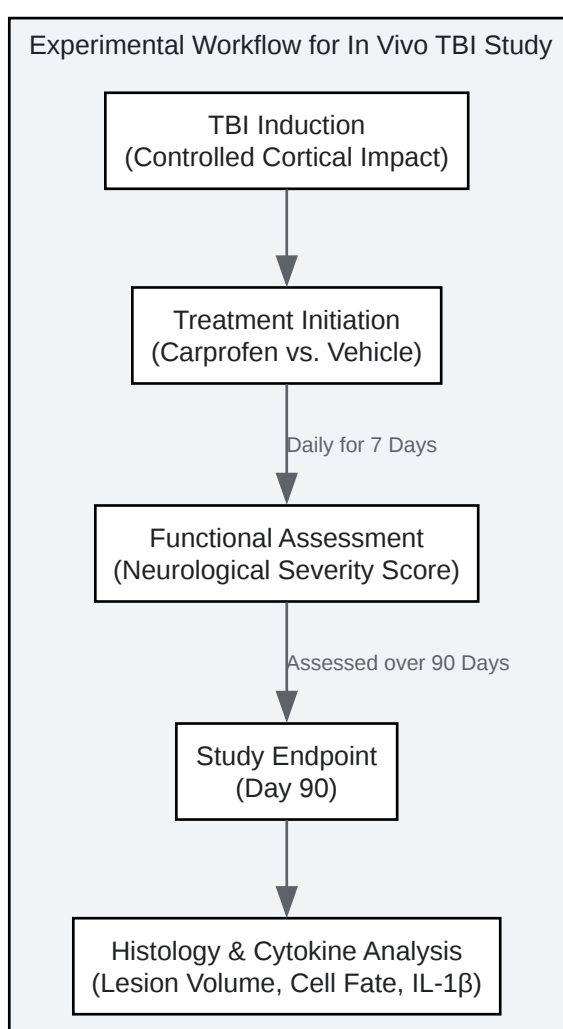 Experimental Workflow for In Vivo TBI Study
TBI Induction
(Controlled Cortical Impact)
Treatment Initiation
(Carprofen vs. Vehicle)
Daily for 7 Days
Functional Assessment
(Neurological Severity Score)
Assessed over 90 Days
Study Endpoint
(Day 90)
Histology & Cytokine Analysis
(Lesion Volume, Cell Fate, IL-1β)